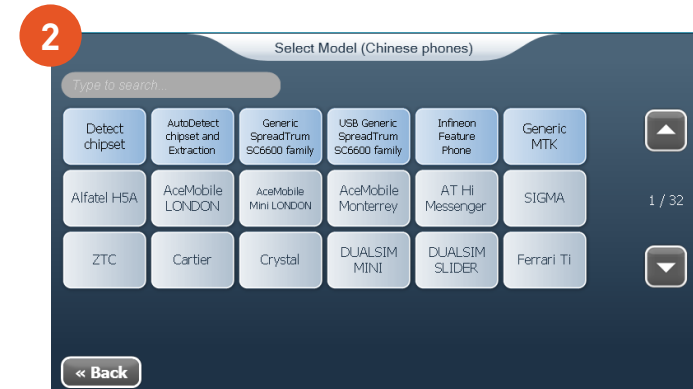 2
Select Model (Chinese phones)
Type to search ..
Detect
chipset
AutoDetect
chipset and
Extraction
Generic
SpreadTrum
SC6600 family
USB Generic
SpreadTrum
SC6600 family
Infineon
Feature
Phone
Generic
MTK
Alfatel H5A
AceMobile
LONDON
AceMobile
Mini LONDON
AceMobile
Monterrey
AT Hi
Messenger
SIGMA
1 / 32
ZTC
Cartier
Crystal
DUALSIM
MINI
DUALSIM
SLIDER
Ferrari Ti
« Back